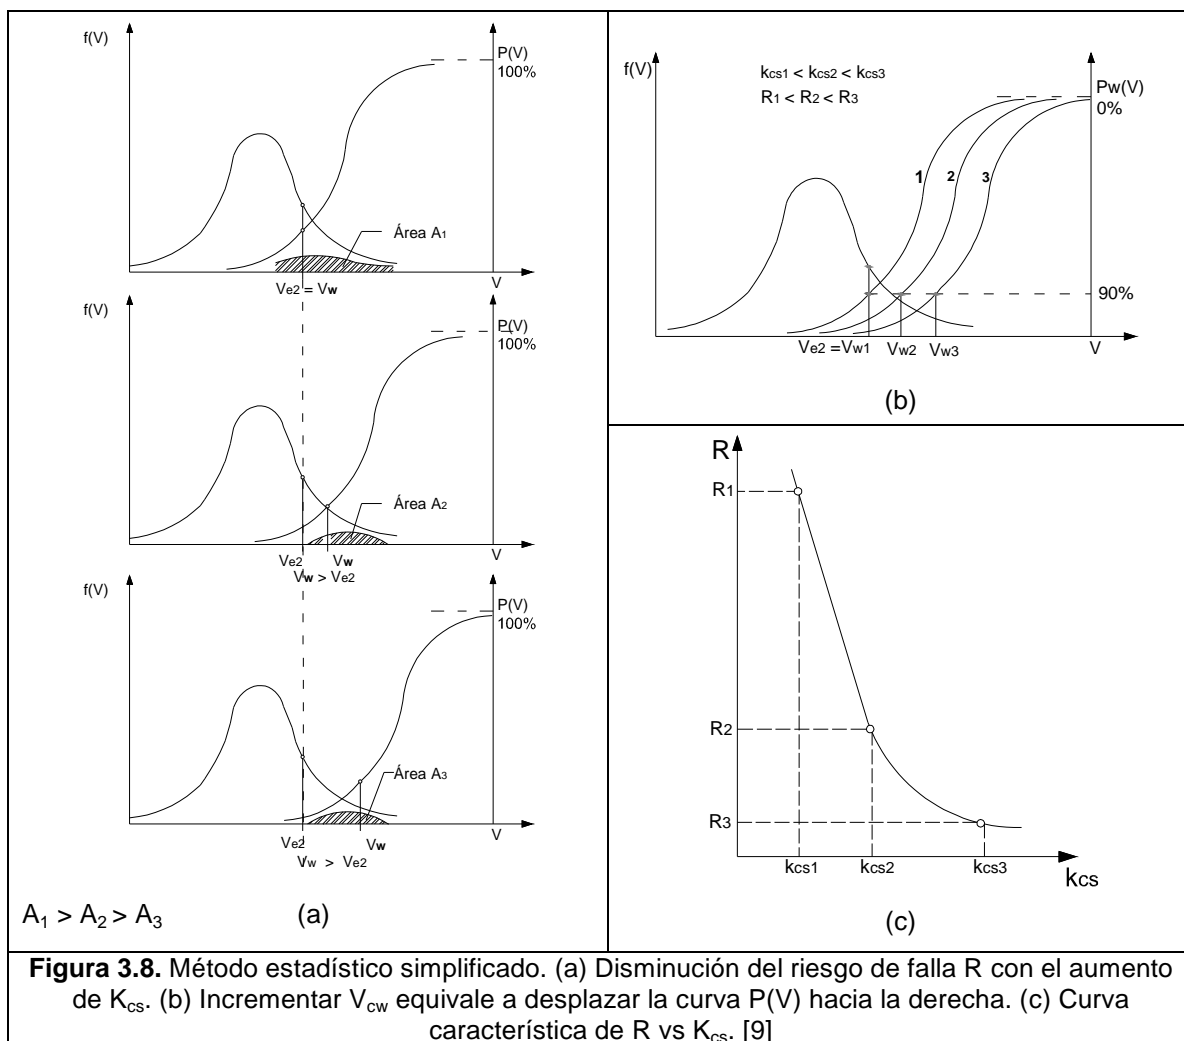 f(V)
P(V)
100%
Área A1
Ve2 = Vw
V
f(V)
P(V)
100%
Área A2
Ve2
Vw
V
Vw > Ve2
f(V)
P(V)
100%
Área A3
Ve2
Vw
V
Vw > Ve2
A1 > A2 > A3
(a)
f(V)
kcs1 < kcs2 < kcs3
R1 < R2 < R3
Pw(V)
0%
1
2
3
90%
Ve2 =Vw1
Vw2
Vw3
V
(b)
R
R1
R2
R3
kcs1
kcs2
kcs3
kcs
(c)
Figura 3.8. Método estadístico simplificado. (a) Disminución del riesgo de falla R con el aumento
de Kcs. (b) Incrementar Vcw equivale a desplazar la curva P(V) hacia la derecha. (c) Curva
característica de R vs Kcs. [9]